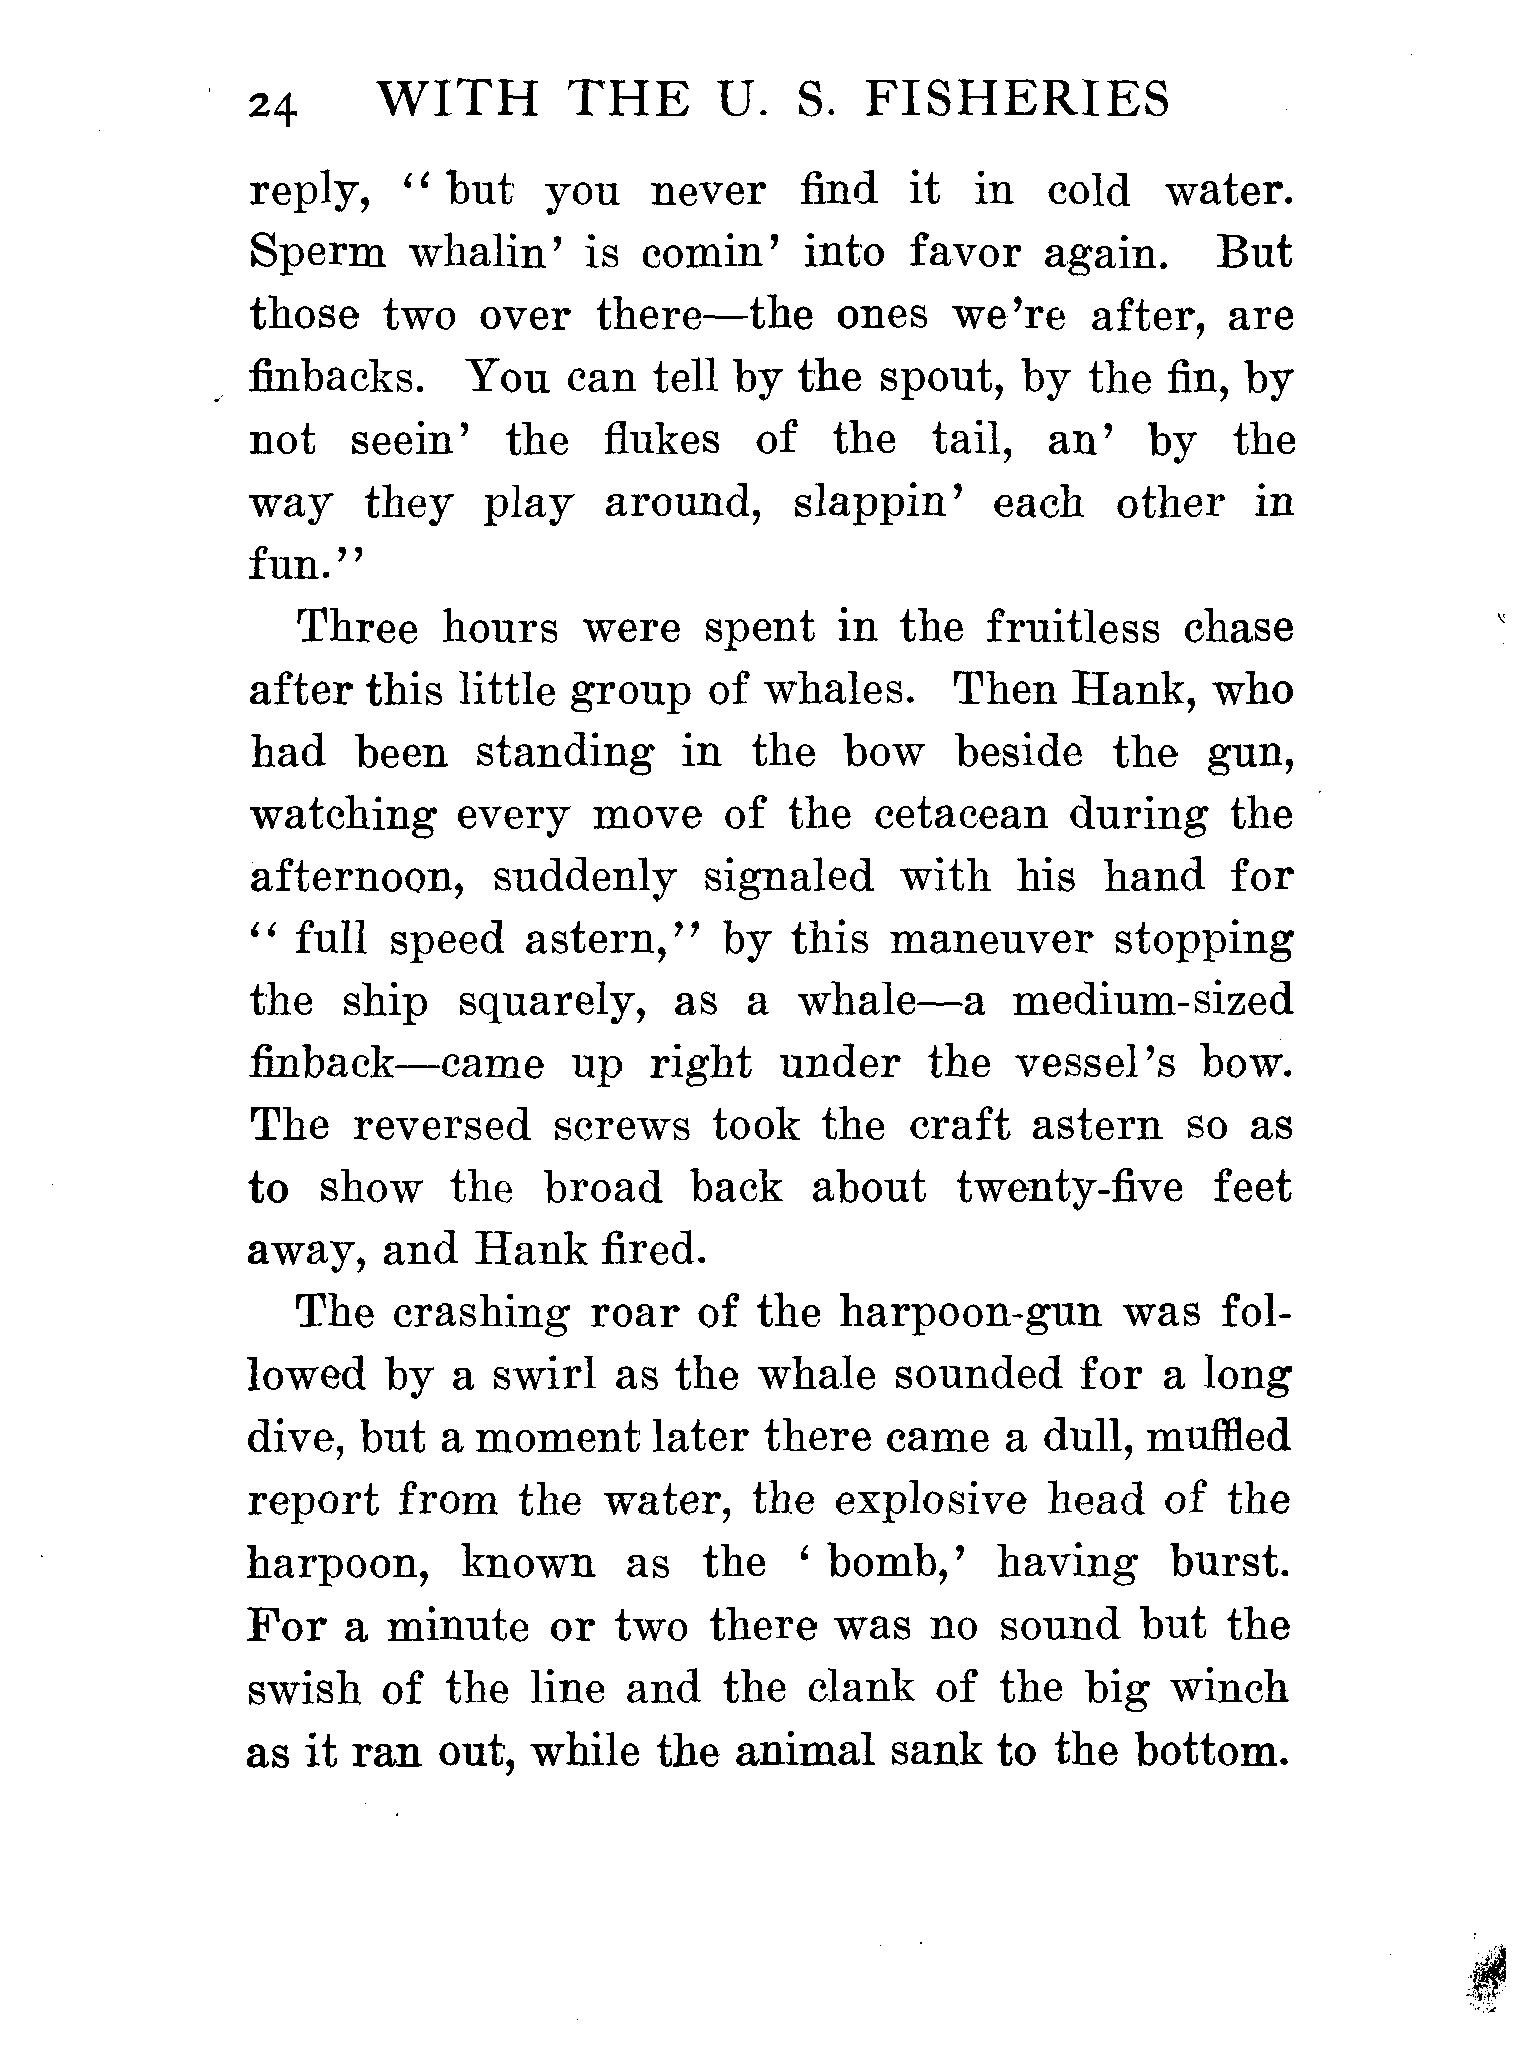 24 WITH THE U. S. FISHERIES
reply, “ but you never find it in cold water.
Sperm whalin’ is comin’ into favor again. But
those two over there—the ones we’re after, are
finbacks. You can tell by the spout, by the fin, by
not seein’ the flukes of the tail, an’ by the
way they play around, slappin’ each other in
fun.”
Three hours were spent in the fruitless chase
after this little group of whales. Then Hank, who
had been standing in the bow beside the gun,
watching every move of the cetacean during the
afternoon, suddenly signaled with his hand for
“ full speed astern,” by this maneuver stopping
the ship squarely, as a whale—a medium-sized
finback—came up right under the vessel’s bow.
The reversed screws took the craft astern so as
to show the broad back about twenty-five feet
away, and Hank fired.
The crashing roar of the harpoon-gun was fol-
lowed by a swirl as the whale sounded for a long
dive, but a moment later there came a dull, muffled
report from the water, the explosive head of the
harpoon, known as the ‘ bomb,’ having burst.
For a minute or two there was no sound but the
swish of the line and the clank of the big winch
as it ran out, while the animal sank to the bottom.